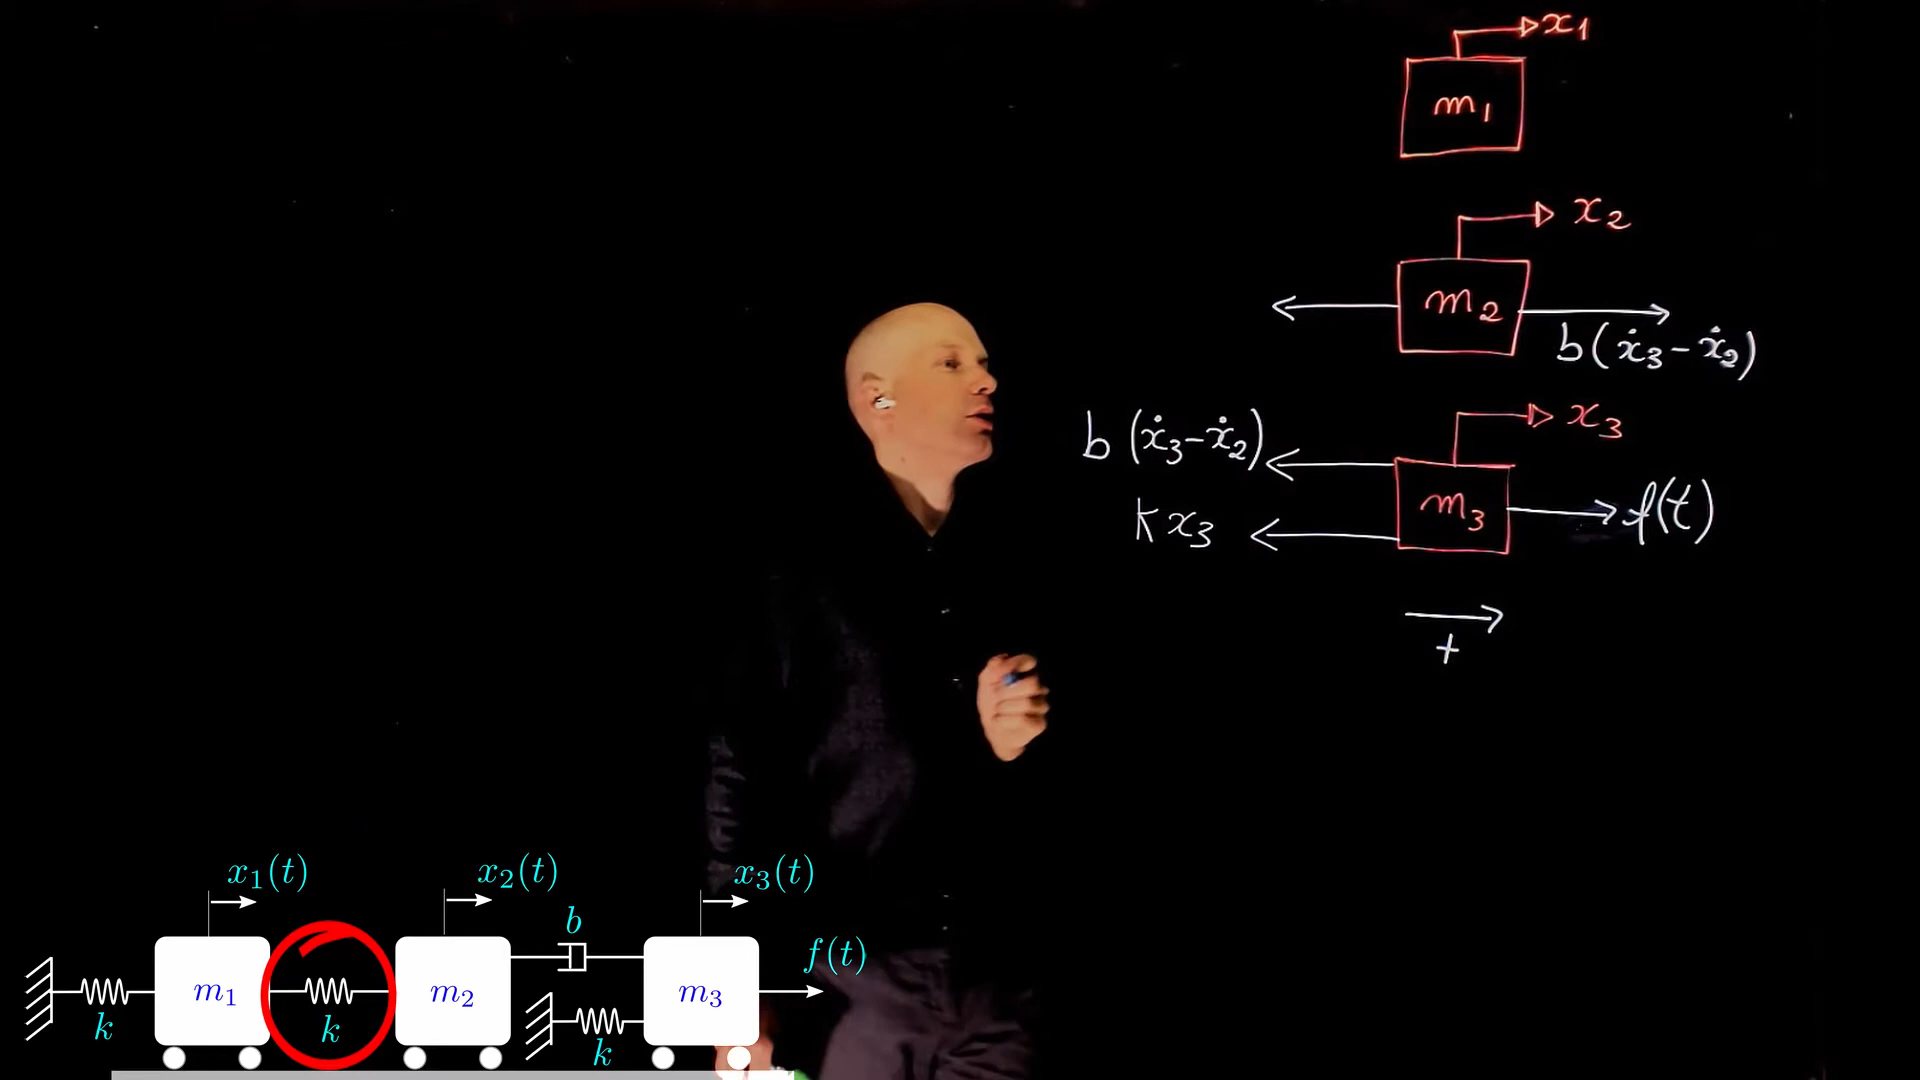 x₁
m₁
x₂
m₂
b(ẋ₃-ẋ₂)
x₃
b(ẋ₃-ẋ₂)
m₃
f(t)
kx₃
+
x₁(t)
x₂(t)
x₃(t)
b
f(t)
m₁
m₂
m₃
k
k
k